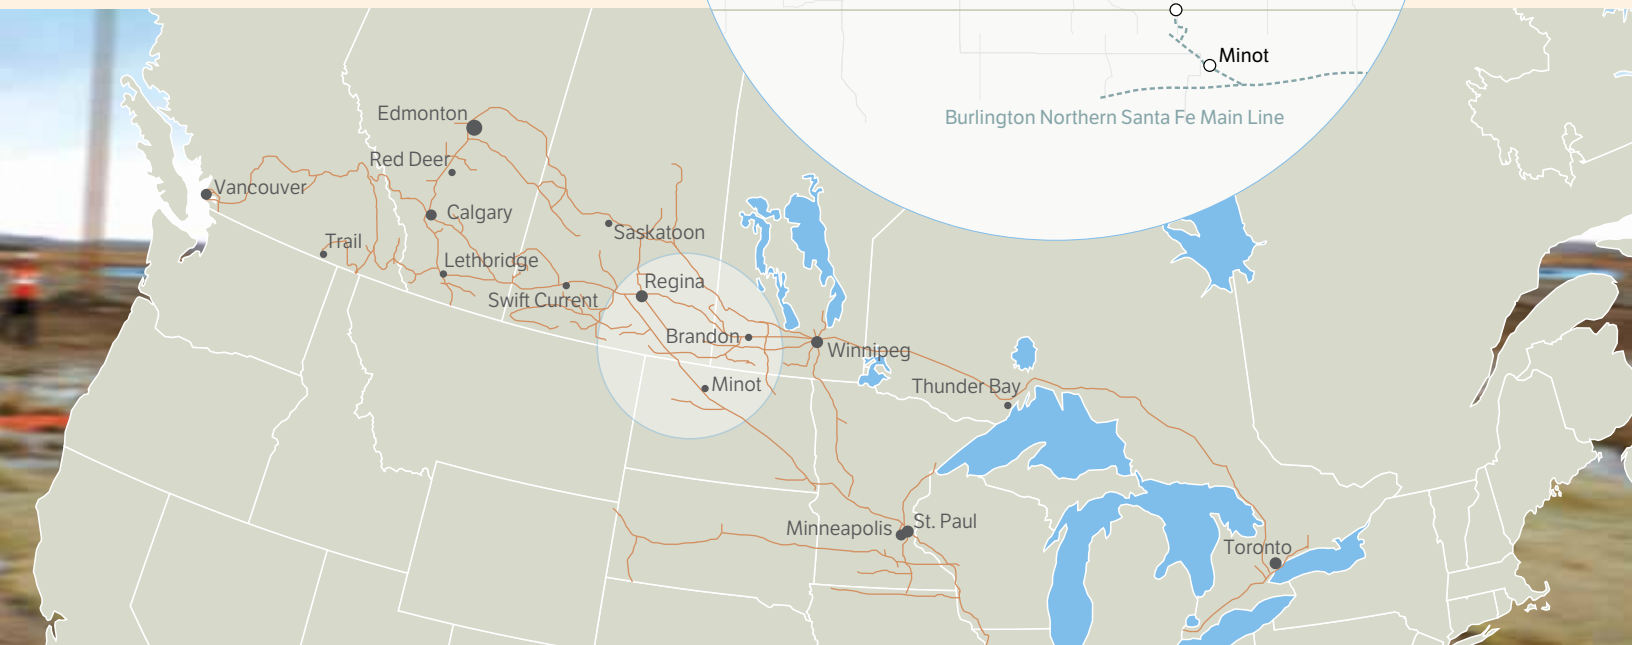 Minot
Burlington Northern Santa Fe Main Line
Edmonton
Red Deer
Vancouver
Calgary
Saskatoon
Trail
Lethbridge
Regina
Swift Current
Brandon
Winnipeg
Minot
Thunder Bay
Minneapolis
St. Paul
Toronto